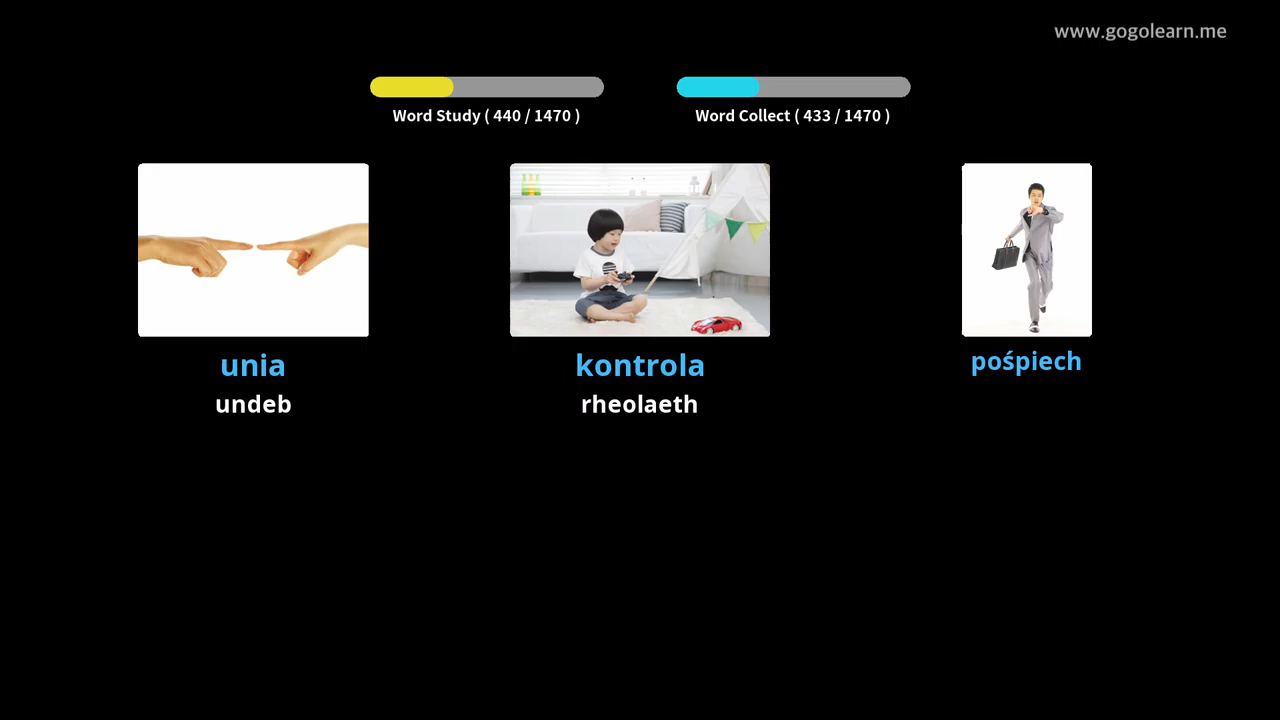 www.gogolearn.me
Word Study ( 440 / 1470 )
Word Collect ( 433 / 1470 )
unia
undeb
kontrola
rheolaeth
pośpiech